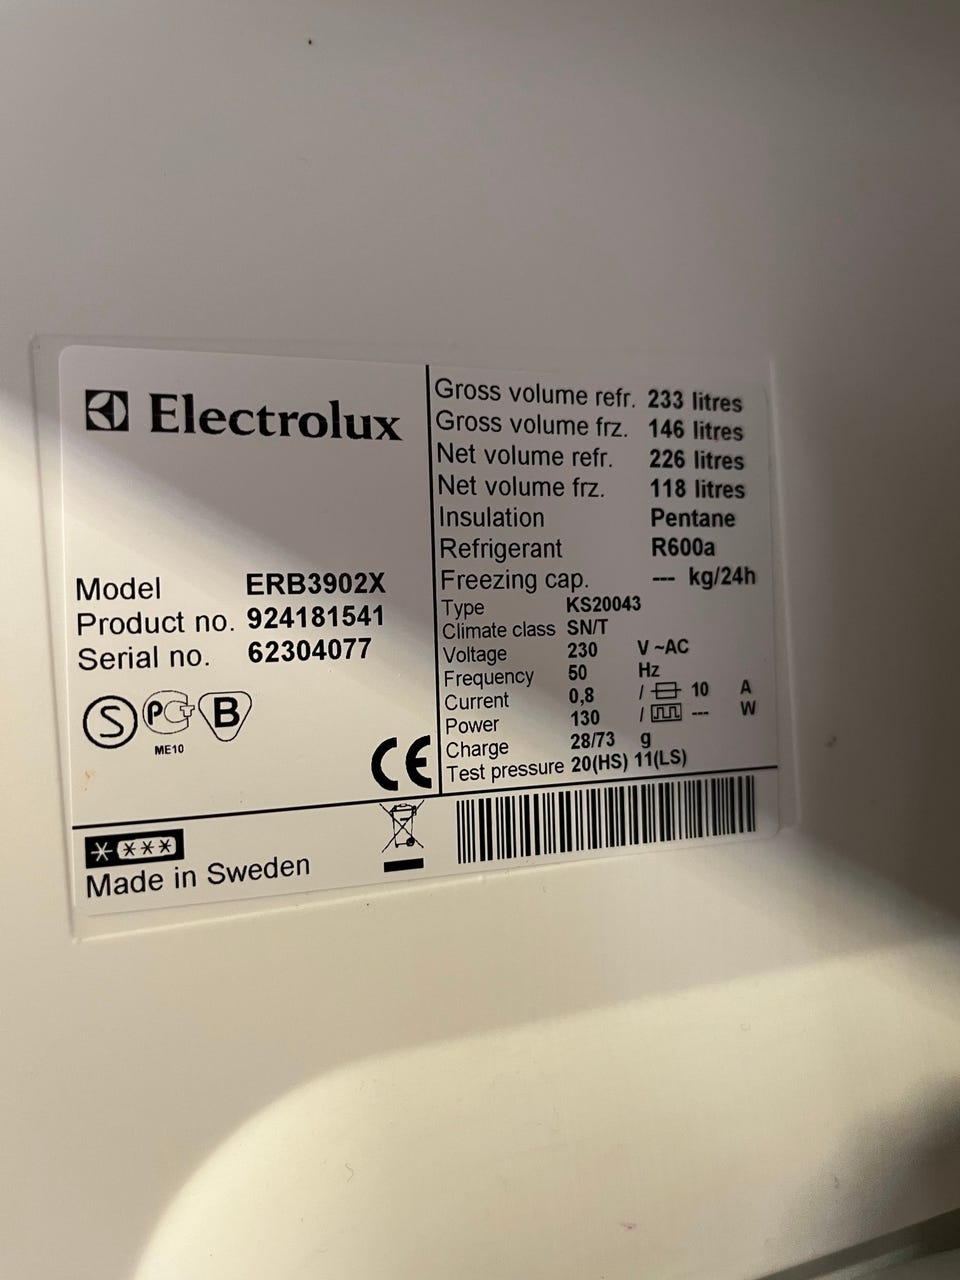 Electrolux
Model ERB3902X
Product no. 924181541
Serial no. 62304077
S PCT B
ME10
CE
Made in Sweden
Gross volume refr. 233 litres
Gross volume frz. 146 litres
Net volume refr. 226 litres
Net volume frz. 118 litres
Insulation Pentane
Refrigerant R600a
Freezing cap. --- kg/24h
Type KS20043
Climate class SN/T
Voltage 230 V ~AC
Frequency 50 Hz
Current 0,8 / 10 A
Power 130 / --- W
Charge 28/73 g
Test pressure 20(HS) 11(LS)